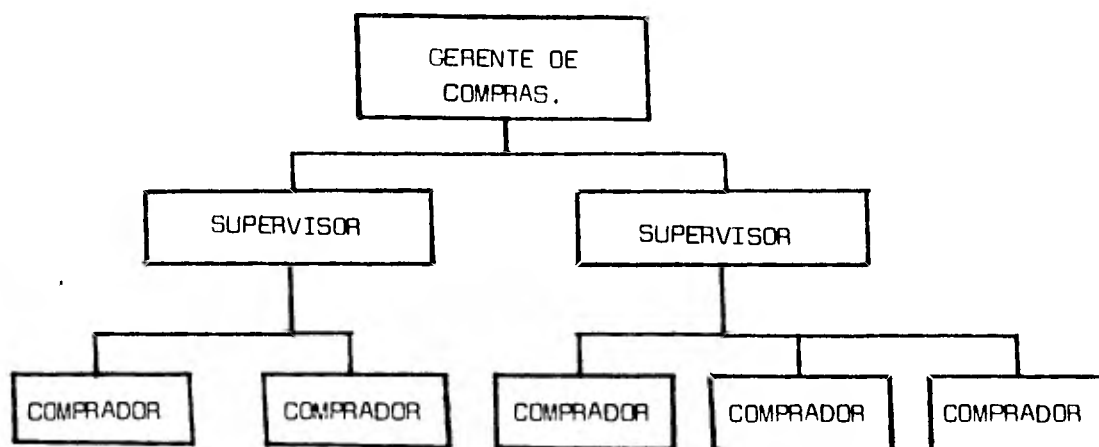 GERENTE DE
COMPRAS.
SUPERVISOR
SUPERVISOR
COMPRADOR
COMPRADOR
COMPRADOR
COMPRADOR
COMPRADOR